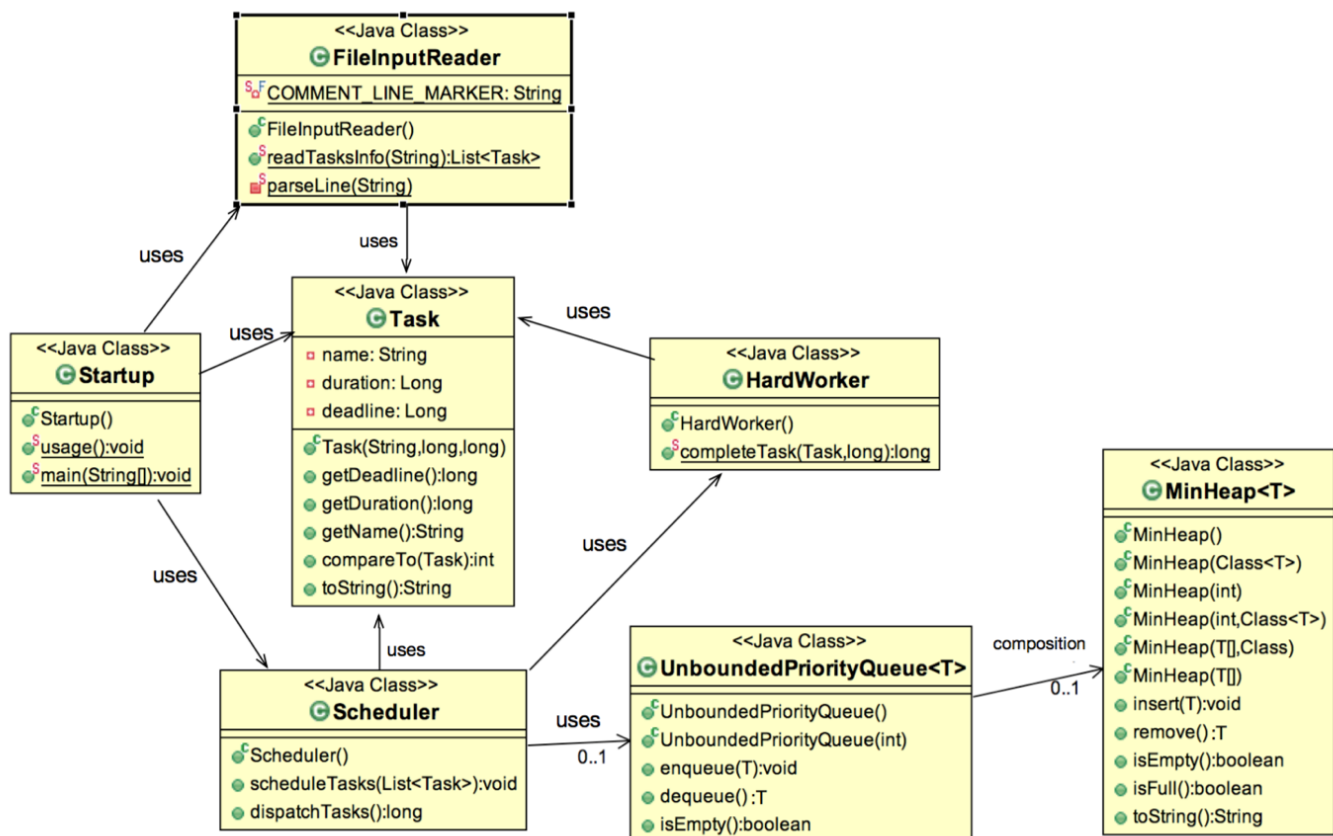 <<Java Class>>
FileInputReader
COMMENT_LINE_MARKER: String
FileInputReader()
readTasksInfo(String):List<Task>
parseLine(String)
uses
uses
<<Java Class>>
Task
name: String
duration: Long
deadline: Long
Task(String,long,long)
getDeadline():long
getDuration():long
getName():String
compareTo(Task):int
toString():String
uses
uses
<<Java Class>>
Startup
Startup()
usage():void
main(String[]):void
<<Java Class>>
HardWorker
HardWorker()
completeTask(Task,long):long
uses
uses
uses
<<Java Class>>
Scheduler
Scheduler()
scheduleTasks(List<Task>):void
dispatchTasks():long
uses
0..1
<<Java Class>>
UnboundedPriorityQueue<T>
UnboundedPriorityQueue()
UnboundedPriorityQueue(int)
enqueue(T):void
dequeue():T
isEmpty():boolean
composition
0..1
<<Java Class>>
MinHeap<T>
MinHeap()
MinHeap(Class<T>)
MinHeap(int)
MinHeap(int,Class<T>)
MinHeap(T[],Class)
MinHeap(T[])
insert(T):void
remove():T
isEmpty():boolean
isFull():boolean
toString():String